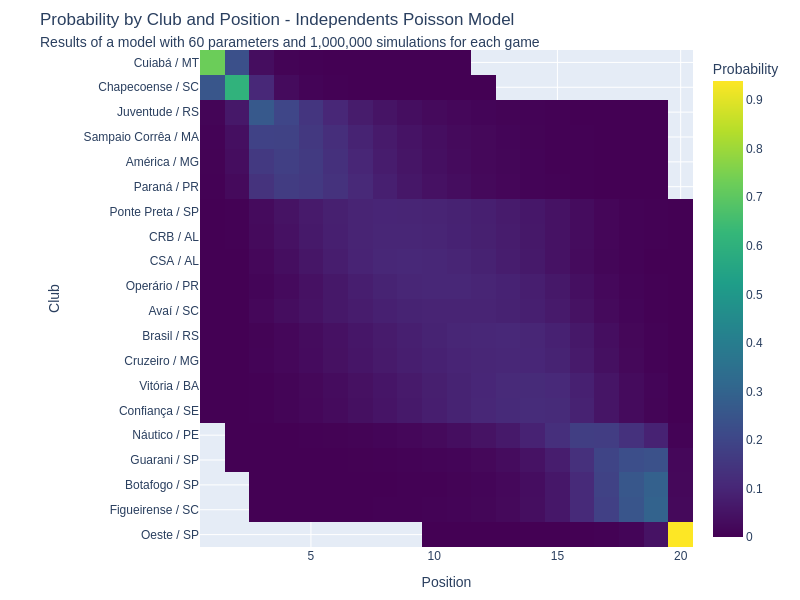 Probability by Club and Position - Independents Poisson Model
Results of a model with 60 parameters and 1,000,000 simulations for each game
Cuiabá / MT
Chapecoense / SC
Juventude / RS
Sampaio Corrêa / MA
América / MG
Paraná / PR
Ponte Preta / SP
CRB / AL
CSA / AL
Operário / PR
Avaí / SC
Brasil / RS
Cruzeiro / MG
Vitória / BA
Confiança / SE
Náutico / PE
Guarani / SP
Botafogo / SP
Figueirense / SC
Oeste / SP
Club
5 10 15 20
Position
Probability
0.9
0.8
0.7
0.6
0.5
0.4
0.3
0.2
0.1
0